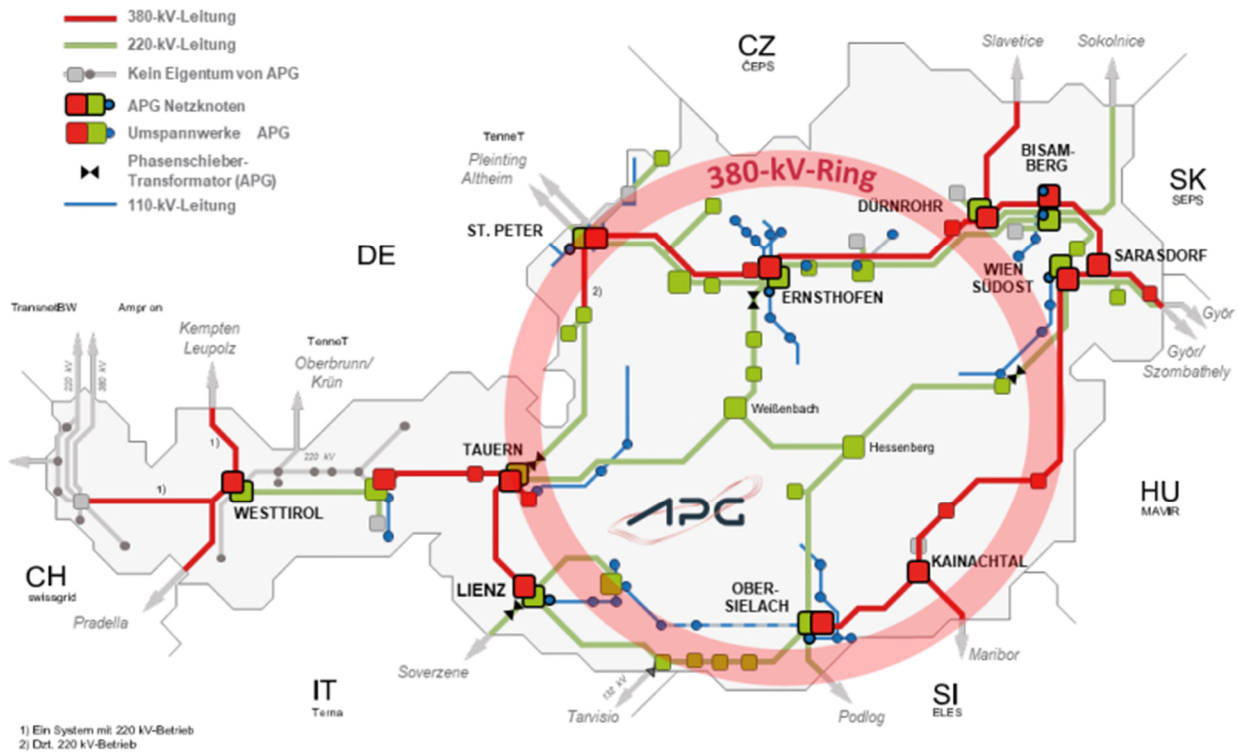 380-kV-Leitung
220-kV-Leitung
Kein Eigentum von APG
APG Netzknoten
Umspannwerke APG
Phasenschieber-
Transformator (APG)
110-kV-Leitung
CZ
ČEPS
Slavetice
Sokolnice
TenneT
Pleinting
Altheim
380-kV-Ring
BISAM-
BERG
SK
SEPS
DÜRNROHR
ST. PETER
DE
WIEN
SÜDOST
SARASDORF
ERNSTHOFEN
2)
TransnetBW
Ampr on
Kempten
Leupolz
TenneT
Oberbrunn/
Krün
Győr
Győr/
Szombathely
220 kV
380 kV
Weißenbach
1)
220 kV
TAUERN
Hessenberg
1)
WESTTIROL
APG
HU
MAVIR
CH
swissgrid
Pradella
LIENZ
OBER-
SIELACH
KAINACHTAL
Soverzene
Maribor
132 kV
IT
Terna
Tarvisio
Podlog
SI
ELES
1) Ein System mit 220 kV-Betrieb
2) Dzt. 220 kV-Betrieb